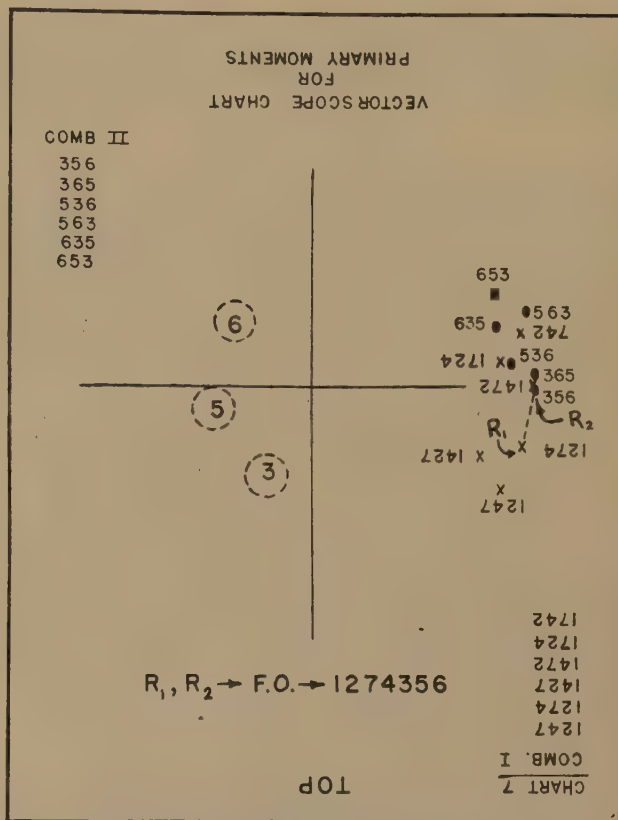 VECTORSCOPE CHART
FOR
PRIMARY MOMENTS
COMB II
356
365
536
563
635
653
6
5
3
653
563
635
742
1724
536
365
1472
356
R₁
R₂
1427
1274
1247
R₁, R₂ → F.O. → 1274356
TOP
CHART 7
COMB. I
1247
1274
1427
1472
1724
1742